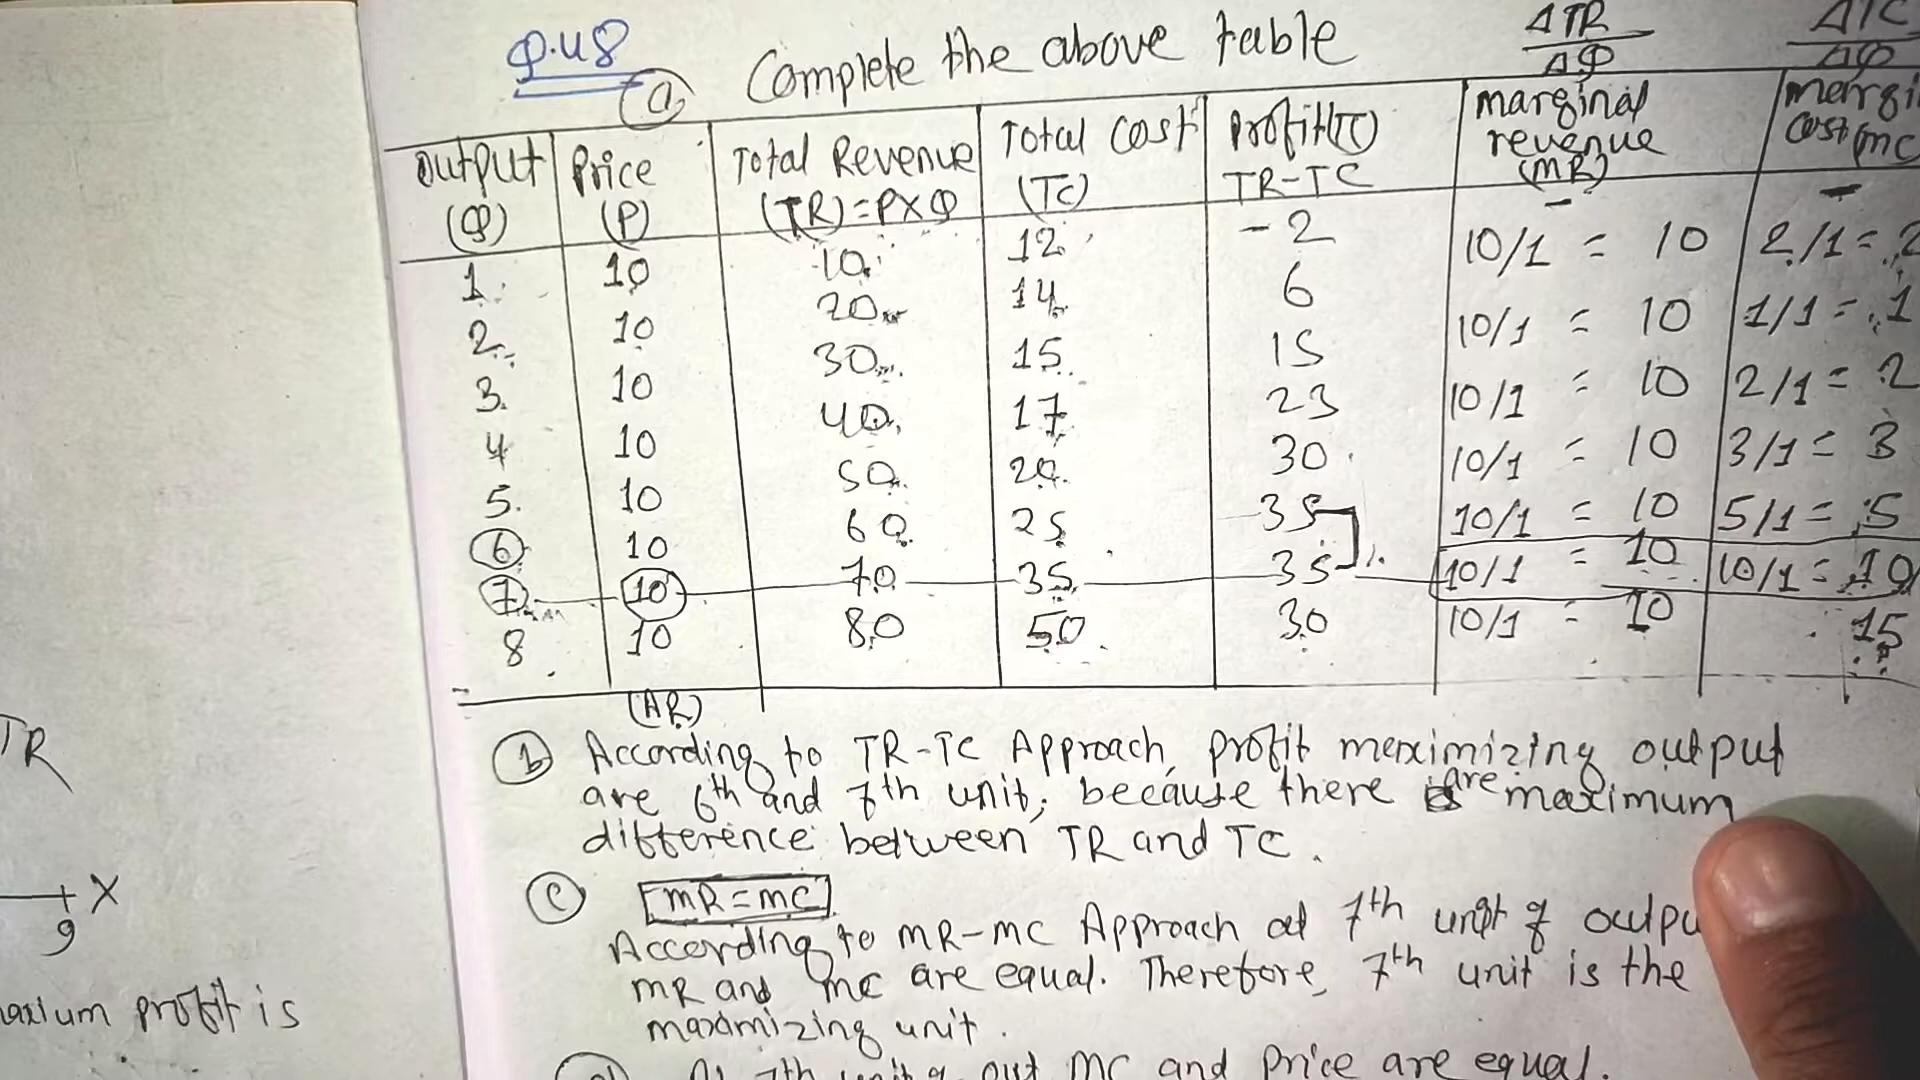 Q.48
ΔTR/ΔQ
ΔTC/ΔQ
(a) Complete the above table
Output (Q) | Price (P) | Total Revenue (TR)=P×Q | Total Cost (TC) | Profit(π) TR-TC | marginal revenue (MR) | cost (mc
1. | 10 | 10. | 12. | -2 | - | -
2. | 10 | 20 | 14 | 6 | 10/1 = 10 | 2/1 = 2
3. | 10 | 30 | 15 | 15 | 10/1 = 10 | 1/1 = 1
4 | 10 | 40 | 17 | 23 | 10/1 = 10 | 2/1 = 2
5. | 10 | 50 | 20 | 30 | 10/1 = 10 | 3/1 = 3
6 | 10 | 60 | 25 | 35 | 10/1 = 10 | 5/1 = 5
7 | 10 | 70 | 35 | 35 | 10/1 = 10 | 10/1 = 10
8 | 10 | 80 | 50 | 30 | 10/1 = 10 | 15
(AR)
(b) According to TR-TC Approach, profit meximizing output
are 6th and 7th unit, because there are maximum
difference between TR and TC.
(c) MR=MC
According to MR-MC Approach at 7th unit of outpu
MR and MC are equal. Therefore, 7th unit is the
maximizing unit.
MC and price are equal.
TR
X
9
profit is